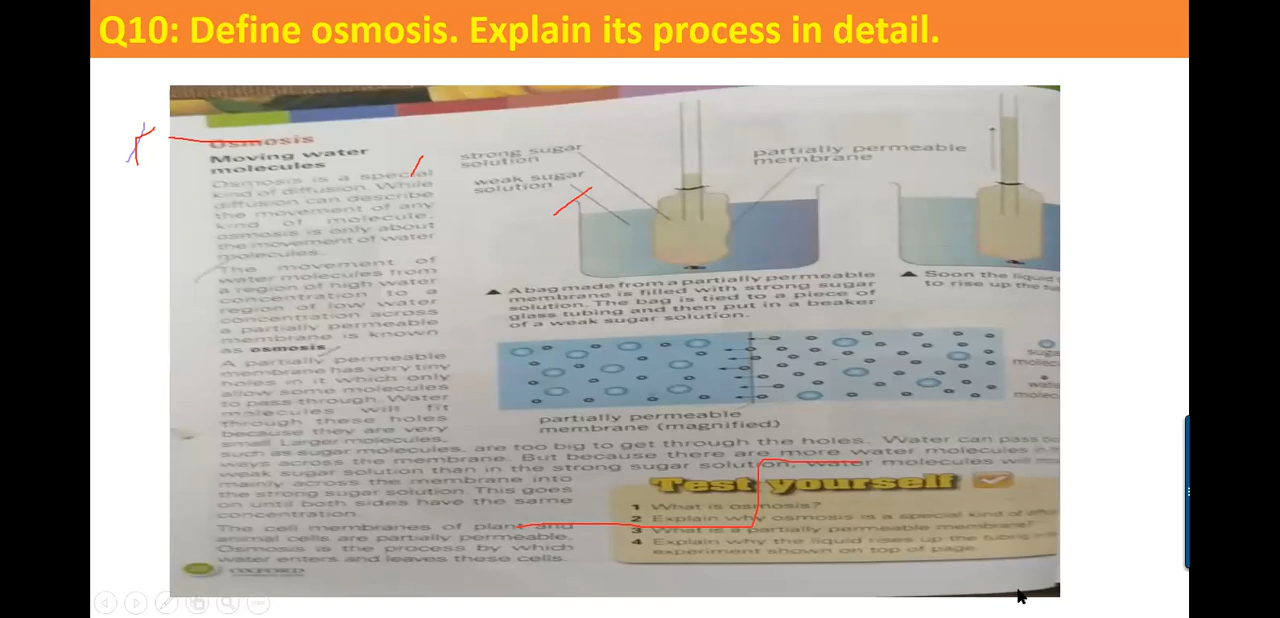 Q10: Define osmosis. Explain its process in detail.
Osmosis
Moving water
molecules
Osmosis is a special
kind of diffusion. While
diffusion can describe
the movement of any
kind of molecule,
osmosis is only about
the movement of water
molecules.
The movement of
water molecules from
a region of high water
concentration to a
region of low water
concentration across
a partially permeable
membrane is known
as osmosis
A partially permeable
membrane has very tiny
holes in it which only
allow some molecules
to pass through. Water
molecules will fit
through these holes
because they are very
small. Larger molecules,
such as sugar molecules, are too big to get through the holes. Water can pass
ways across the membrane. But because there are more water molecules in
weak sugar solution than in the strong sugar solution, water molecules will
mainly across the membrane into
the strong sugar solution. This goes
on until both sides have the same
concentration.
The cell membranes of plant and
animal cells are partially permeable.
Osmosis is the process by which
water enters and leaves these cells.
OXFORD
strong sugar
solution
weak sugar
solution
partially permeable
membrane
▲ A bag made from a partially permeable
membrane is filled with strong sugar
solution. The bag is tied to a piece of
glass tubing and then put in a beaker
of a weak sugar solution.
▲ Soon the liquid
to rise up the
partially permeable
membrane (magnified)
Test yourself
1 What is osmosis?
2 Explain why osmosis is a special kind of
3 What is a partially permeable membrane?
4 Explain why the liquid rises up the tubing
experiment shown on top of page.